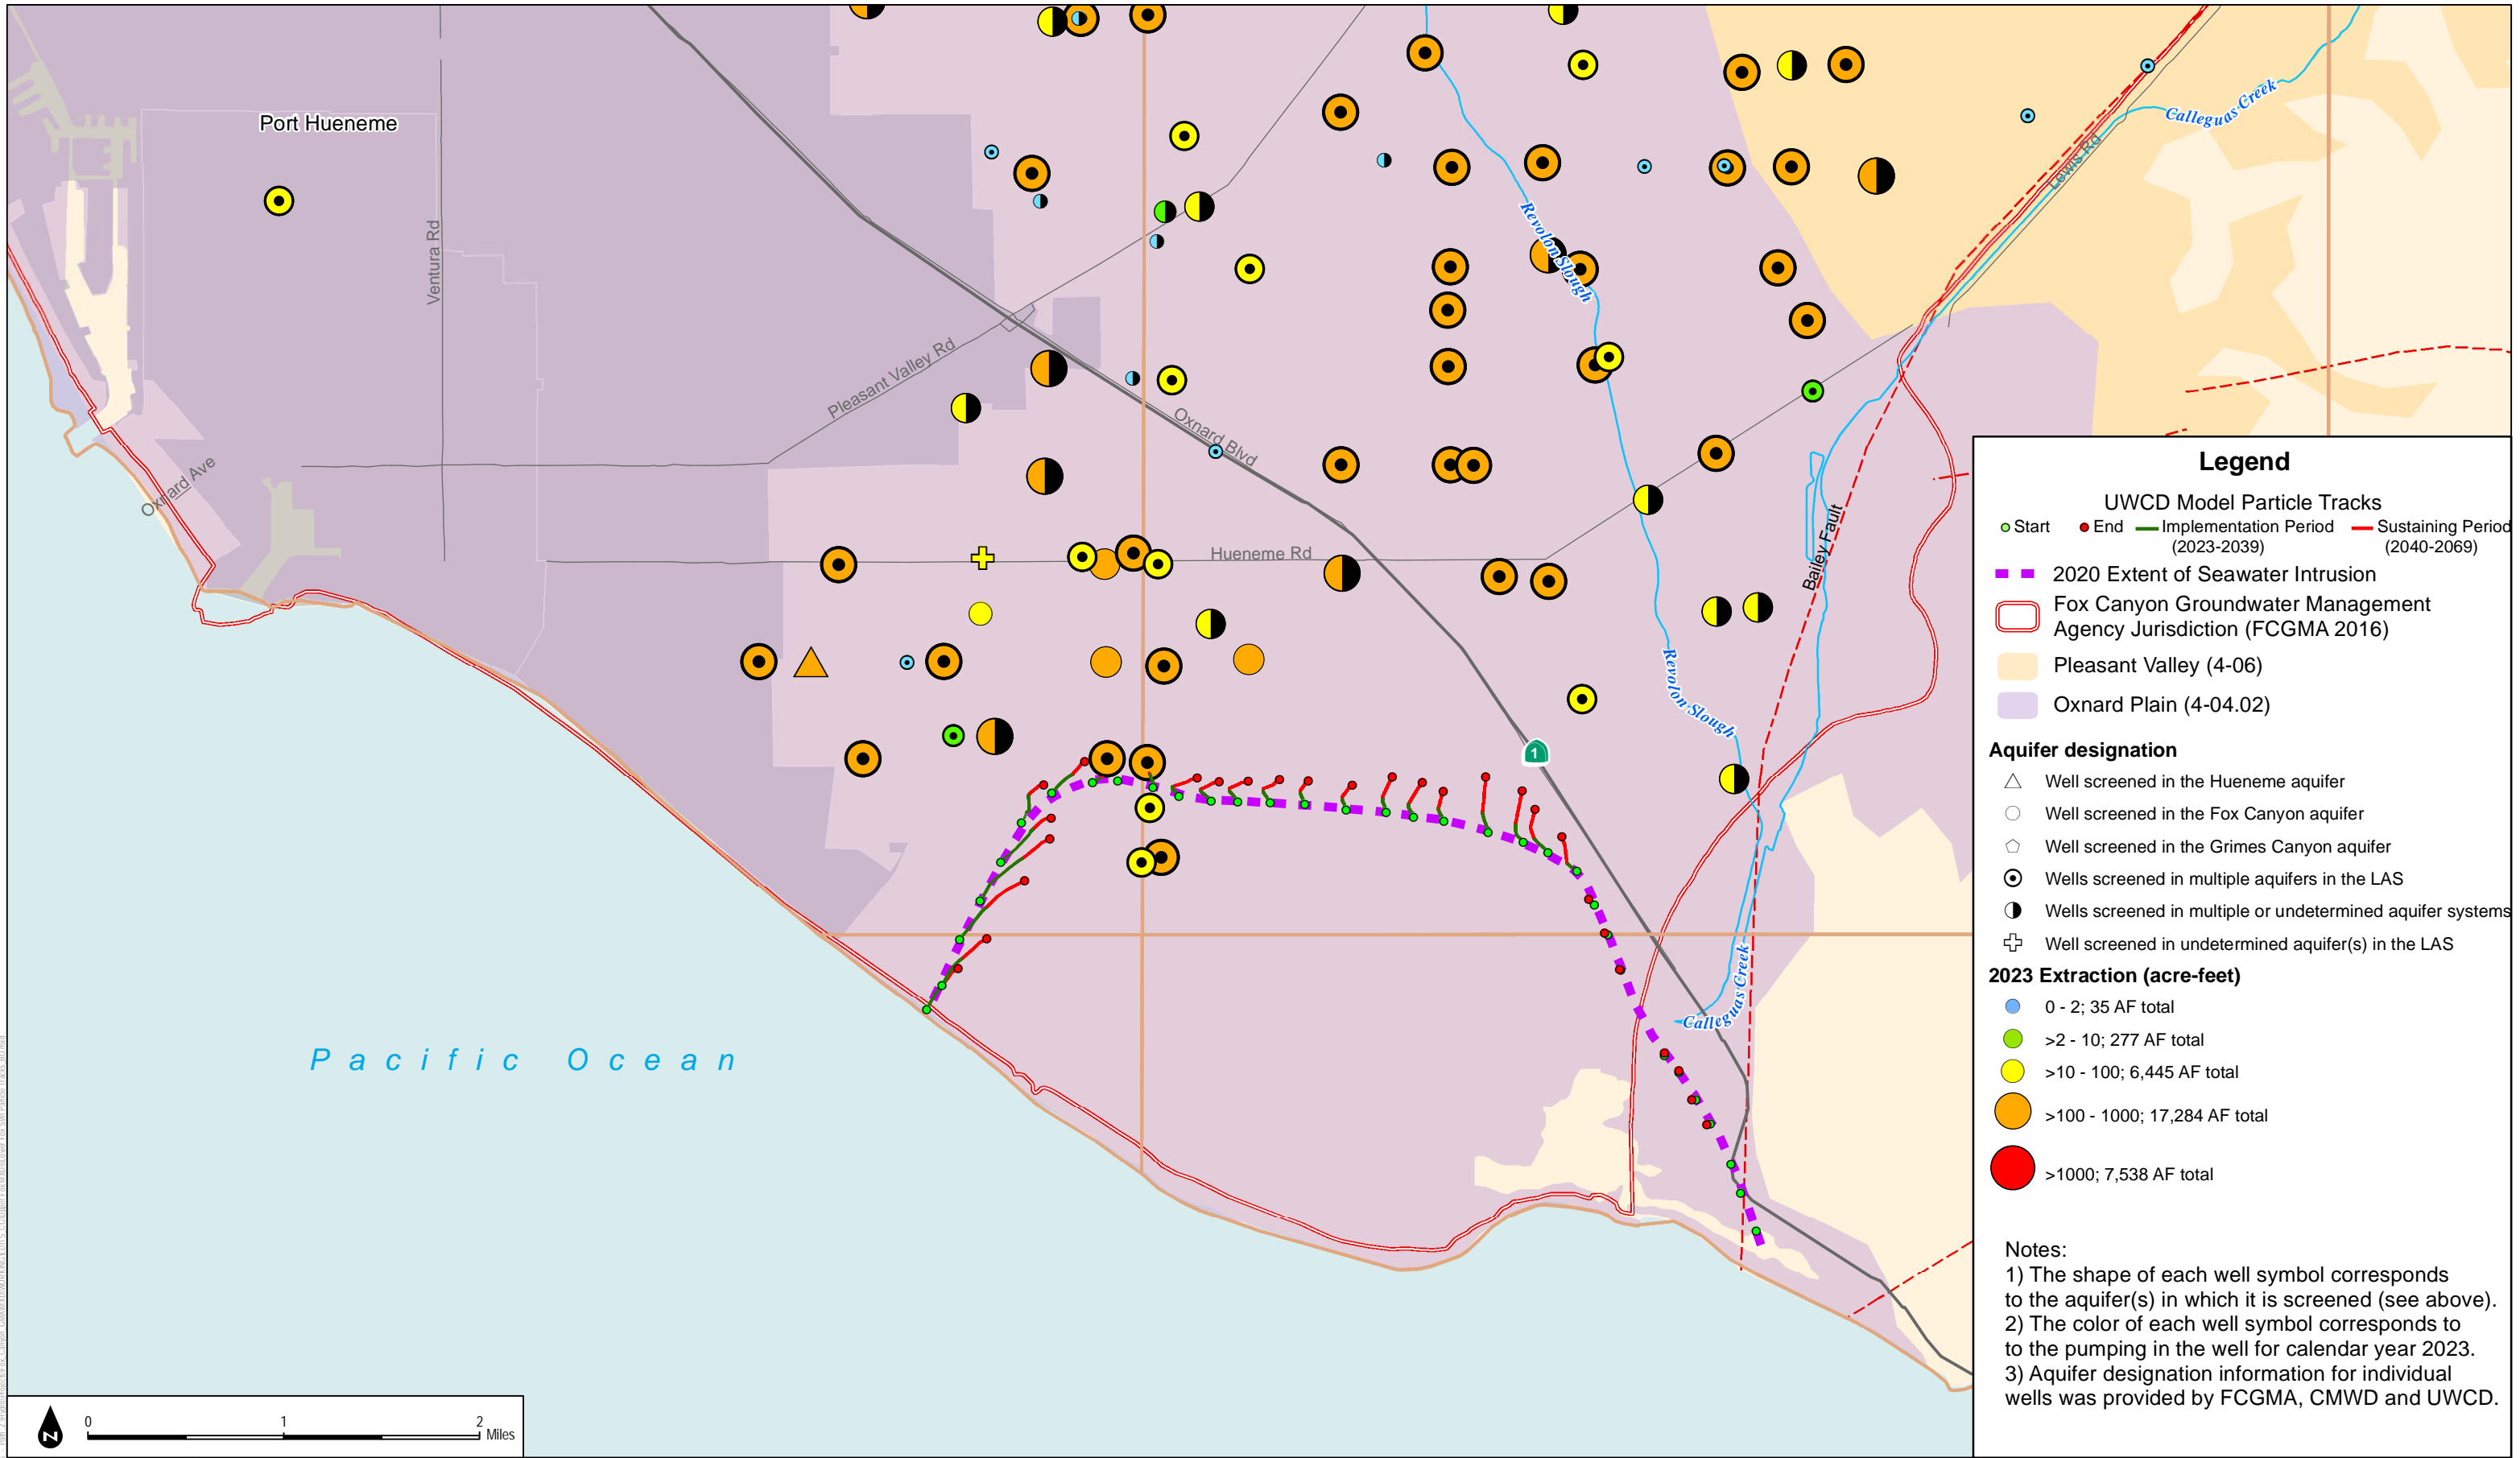 Port Hueneme
Ventura Rd
Calleguas Creek
Lewis Rd
Revolon Slough
Pleasant Valley Rd
Oxnard Blvd
Oxnard Ave
Hueneme Rd
Bailey Fault
Revolon Slough
1
Calleguas Creek
Pacific Ocean
0 1 2
Miles
N
Legend
UWCD Model Particle Tracks
Start End Implementation Period Sustaining Period
(2023-2039) (2040-2069)
2020 Extent of Seawater Intrusion
Fox Canyon Groundwater Management
Agency Jurisdiction (FCGMA 2016)
Pleasant Valley (4-06)
Oxnard Plain (4-04.02)
Aquifer designation
Well screened in the Hueneme aquifer
Well screened in the Fox Canyon aquifer
Well screened in the Grimes Canyon aquifer
Wells screened in multiple aquifers in the LAS
Wells screened in multiple or undetermined aquifer systems
Well screened in undetermined aquifer(s) in the LAS
2023 Extraction (acre-feet)
0 - 2; 35 AF total
>2 - 10; 277 AF total
>10 - 100; 6,445 AF total
>100 - 1000; 17,284 AF total
>1000; 7,538 AF total
Notes:
1) The shape of each well symbol corresponds
to the aquifer(s) in which it is screened (see above).
2) The color of each well symbol corresponds to
to the pumping in the well for calendar year 2023.
3) Aquifer designation information for individual
wells was provided by FCGMA, CMWD and UWCD.